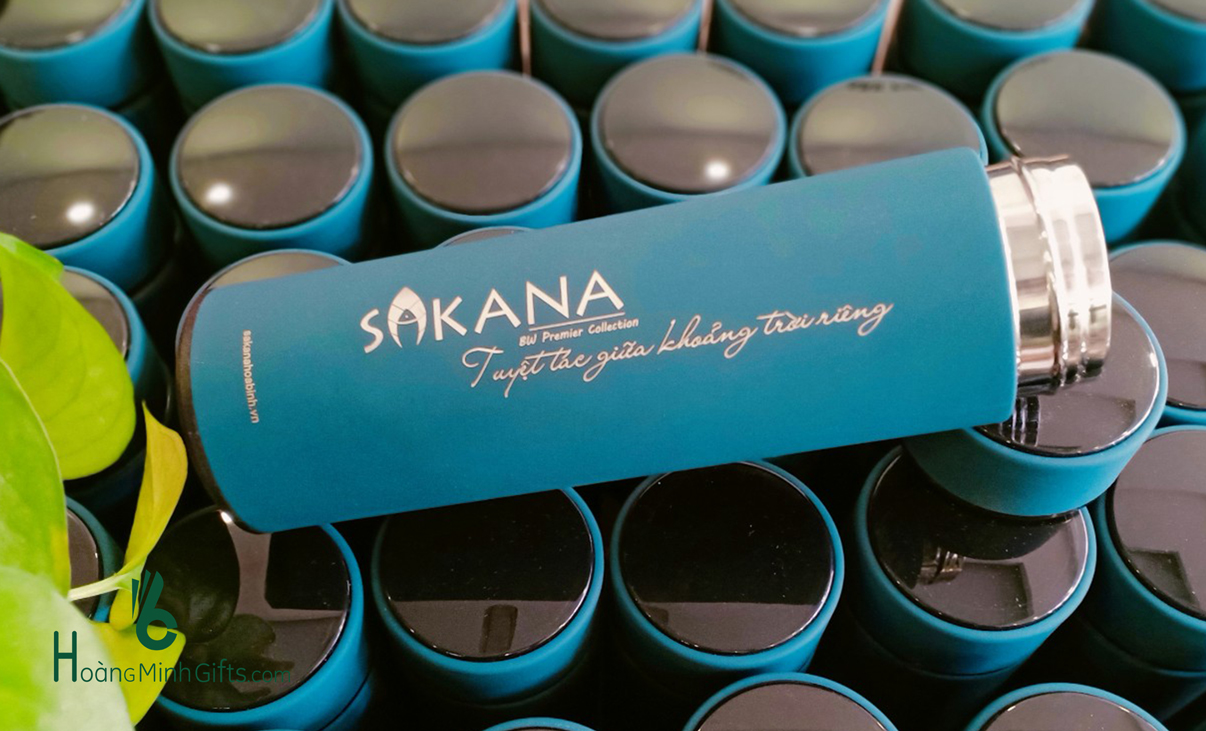 SAKANA
BW Premier Collection
Tuyệt tác giữa khoảng trời riêng
sakanahoabinh.vn
HoàngMinhGifts.com